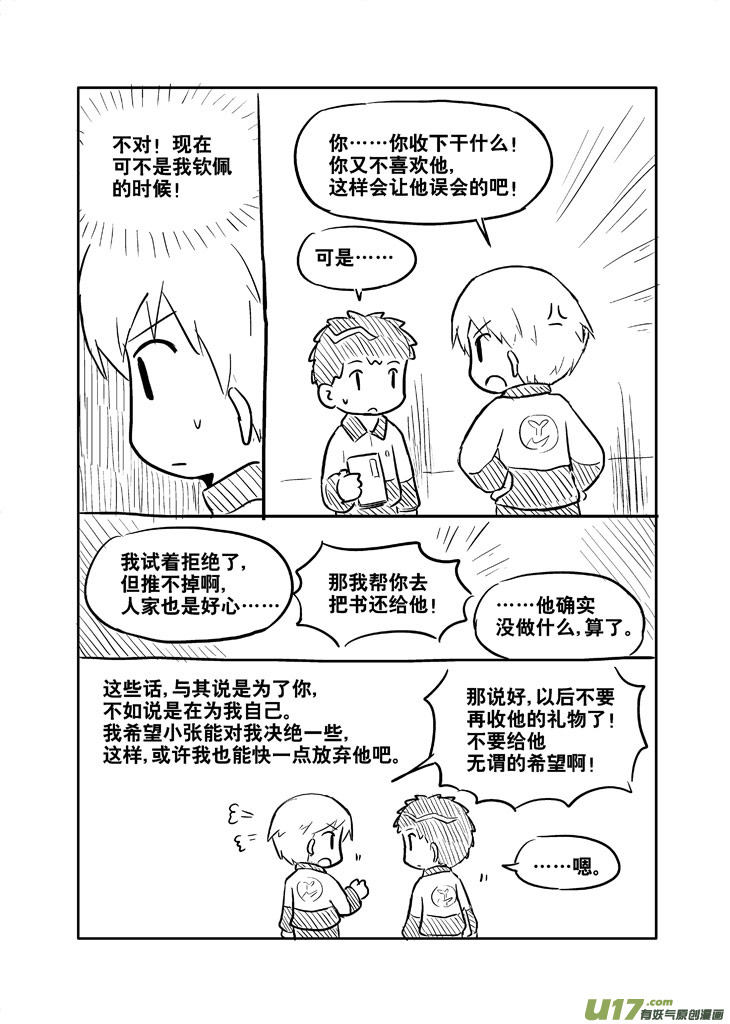 不对！现在
可不是我钦佩
的时候！
你……你收下干什么！
你又不喜欢他，
这样会让他误会的吧！
可是……
我试着拒绝了，
但推不掉啊，
人家也是好心……
那我帮你去
把书还给他！
……他确实
没做什么，算了。
这些话，与其说是为了你，
不如说是在为我自己。
我希望小张能对我决绝一些，
这样，或许我也能快一点放弃他吧。
那说好，以后不要
再收他的礼物了！
不要给他
无谓的希望啊！
……嗯。
U17.com
有妖气原创漫画